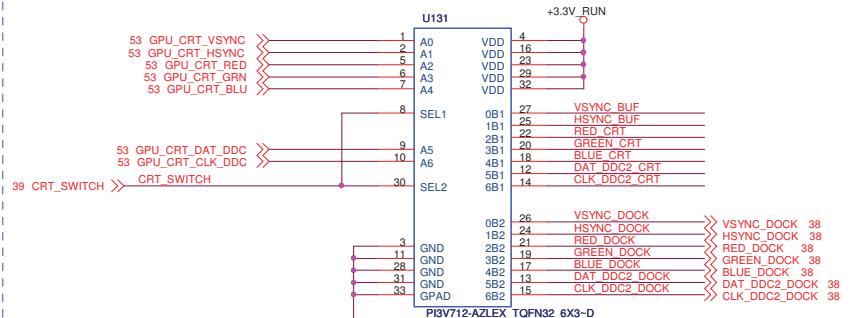 U131
+3.3V_RUN
53 GPU_CRT_VSYNC 1 A0 VDD 4
53 GPU_CRT_HSYNC 2 A1 VDD 16
53 GPU_CRT_RED 5 A2 VDD 23
53 GPU_CRT_GRN 6 A3 VDD 29
53 GPU_CRT_BLU 7 A4 VDD 32
8 SEL1 0B1 27 VSYNC_BUF
1B1 25 HSYNC_BUF
2B1 22 RED_CRT
53 GPU_CRT_DAT_DDC 9 A5 3B1 20 GREEN_CRT
53 GPU_CRT_CLK_DDC 10 A6 4B1 18 BLUE_CRT
5B1 12 DAT_DDC2_CRT
39 CRT_SWITCH CRT_SWITCH 30 SEL2 6B1 14 CLK_DDC2_CRT
0B2 26 VSYNC_DOCK VSYNC_DOCK 38
1B2 24 HSYNC_DOCK HSYNC_DOCK 38
3 GND 2B2 21 RED_DOCK RED_DOCK 38
11 GND 3B2 19 GREEN_DOCK GREEN_DOCK 38
28 GND 4B2 17 BLUE_DOCK BLUE_DOCK 38
31 GND 5B2 13 DAT_DDC2_DOCK DAT_DDC2_DOCK 38
33 GPAD 6B2 15 CLK_DDC2_DOCK CLK_DDC2_DOCK 38
PI3V712-AZLEX_TQFN32_6X3~D